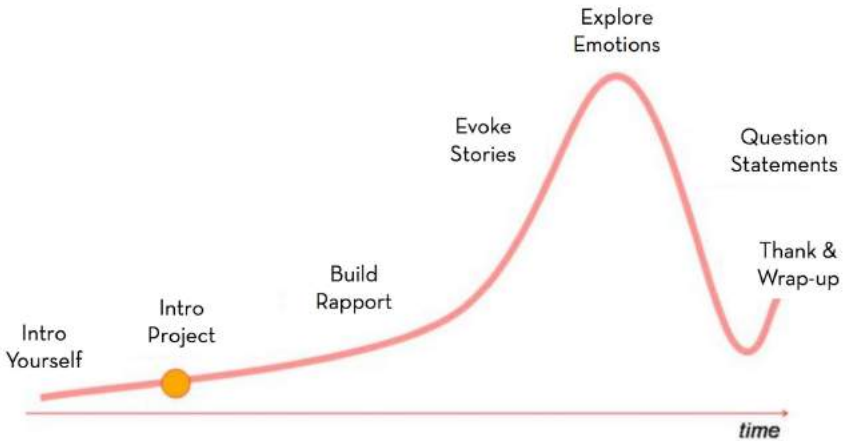 Intro
Yourself
Intro
Project
Build
Rapport
Evoke
Stories
Explore
Emotions
Question
Statements
Thank &
Wrap-up
time